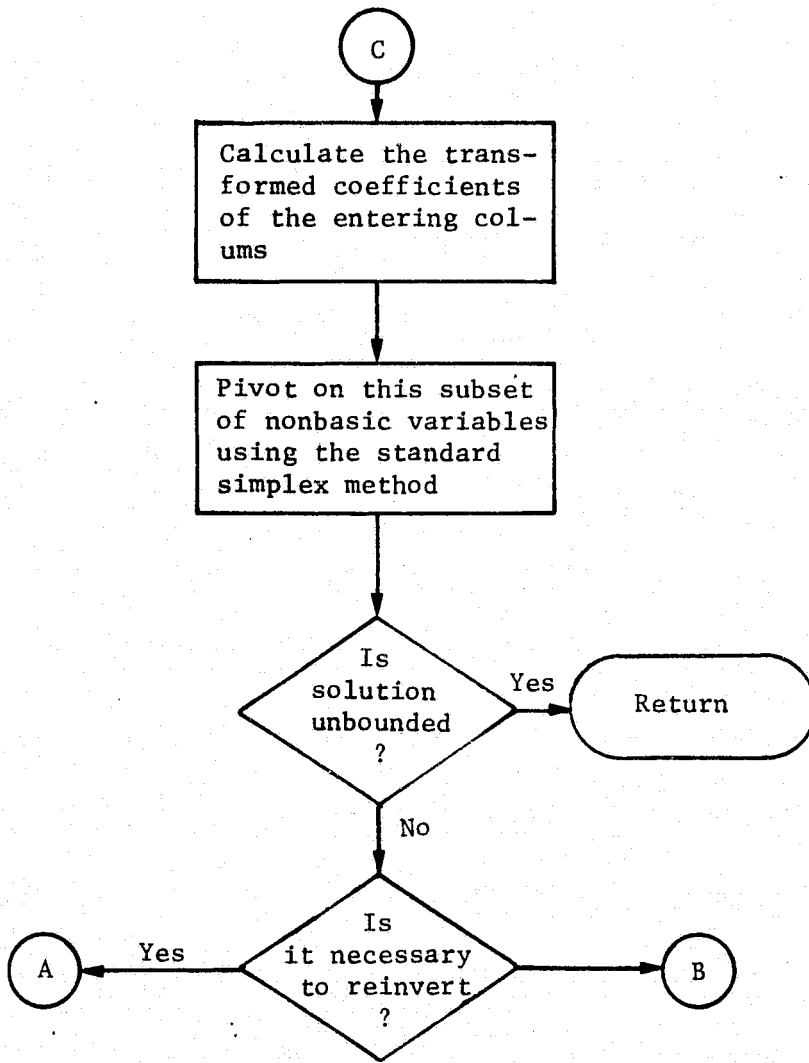 C
Calculate the trans-
formed coefficients
of the entering col-
ums
Pivot on this subset
of nonbasic variables
using the standard
simplex method
Is
solution
unbounded
?
Yes
Return
No
Is
it necessary
to reinvert
?
Yes
A
B